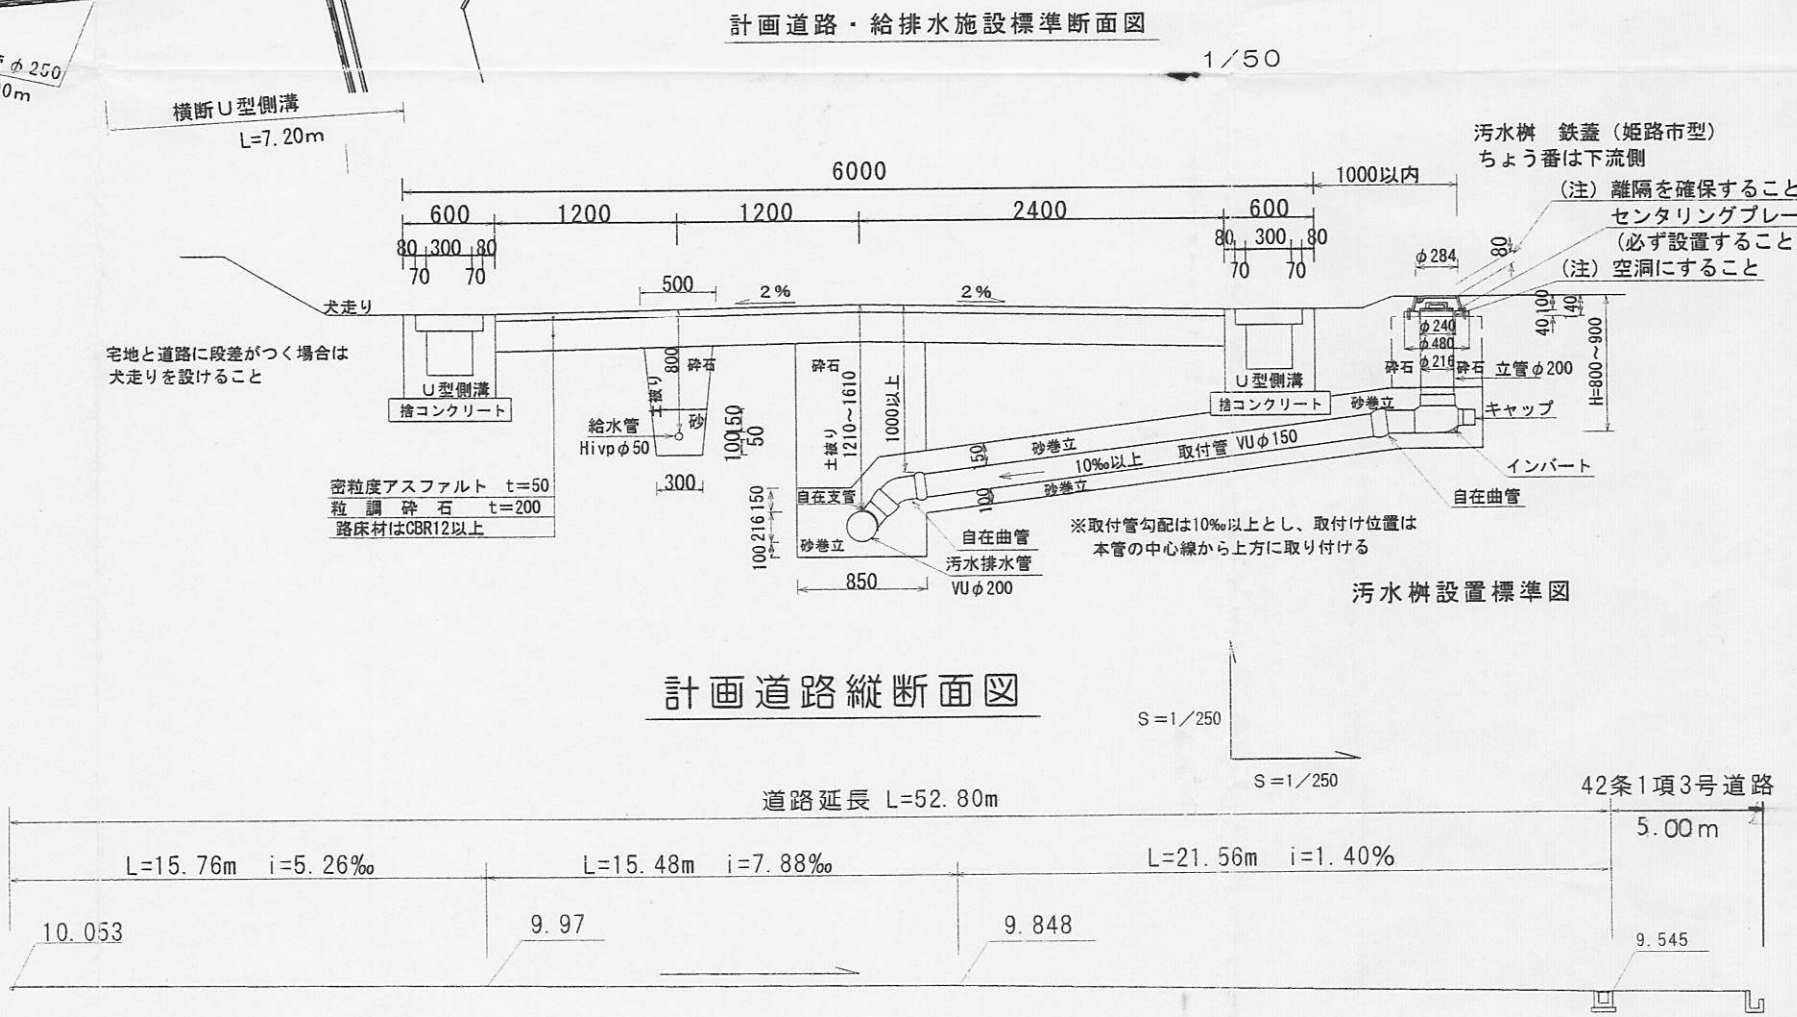 計画道路・給排水施設標準断面図
1/50
φ250
0m
横断U型側溝
L=7.20m
汚水桝 鉄蓋（姫路市型）
ちょう番は下流側
6000
1000以内
(注) 離隔を確保すること
センタリングプレー
(必ず設置すること
(注) 空洞にすること
600
1200
1200
2400
600
80 300 80
70 70
80 300 80
70 70
φ284
80
500
2%
2%
犬走り
100
140
40
H=800~900
宅地と道路に段差がつく場合は
犬走りを設けること
800
砕石
土被り
砕石
土被り
1210~1610
1000以上
φ240
φ480
φ216
砕石
砕石
立管φ200
U型側溝
捨コンクリート
U型側溝
捨コンクリート
給水管
Hivpφ50
砂
150
50
100
300
砂巻立
キャップ
インバート
自在曲管
150
砂巻立
10‰以上
取付管 VUφ150
砂巻立
100
密粒度アスファルト t=50
粒調砕石 t=200
路床材はCBR12以上
自在支管
150
216
100
砂巻立
850
自在曲管
汚水排水管
VUφ200
※取付管勾配は10‰以上とし、取付け位置は
本管の中心線から上方に取り付ける
汚水桝設置標準図
計画道路縦断面図
S=1/250
S=1/250
道路延長 L=52.80m
42条1項3号道路
5.00m
L=15.76m i=5.26‰
L=15.48m i=7.88‰
L=21.56m i=1.40%
10.053
9.97
9.848
9.545